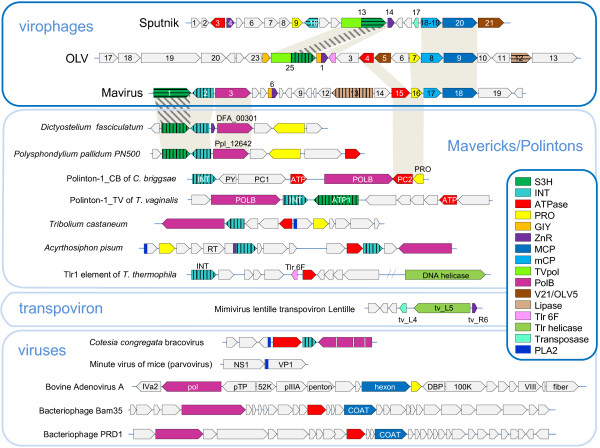 virophages
Sputnik
1 2 3 4 6 7 8 9 10 13 14 17 18-19 20 21
OLV
17 18 19 20 23 25 1 2 3 4 5 6 7 8 9 10 11 12 13
Mavirus
1 2 3 6 12 13 14 15 16 17 18 19
Mavericks/Polintons
Dictyostelium fasciculatum
DFA_00301
Polysphondylium pallidum PN500
Ppl_12642
Polinton-1_CB of C. briggsae
INT PY PC1 ATP POLB PC2 PRO
Polinton-1_TV of T. vaginalis
POLB INT ATP1 ATP
Tribolium castaneum
Acyrthosiphon pisum
RT
Tlr1 element of T. thermophila
INT Tlr 6F DNA helicase
S3H
INT
ATPase
PRO
GIY
ZnR
MCP
mCP
TVpol
PolB
V21/OLV5
Lipase
Tlr 6F
Tlr helicase
Transposase
PLA2
transpoviron
Mimivirus lentille transpoviron Lentille
tv_L4 tv_L5 tv_R6
viruses
Cotesia congregata bracovirus
Minute virus of mice (parvovirus)
NS1 VP1
Bovine Adenovirus A
IVa2 pol pTP 52K pIIIA penton hexon DBP 100K VIII fiber
Bacteriophage Bam35
COAT
Bacteriophage PRD1
COAT